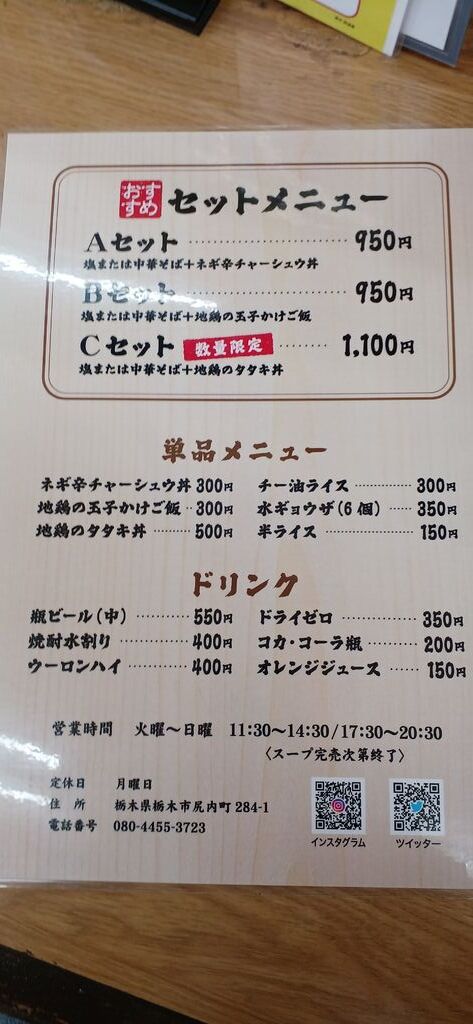 おすすめ セットメニュー
Aセット ………………… 950円
塩または中華そば＋ネギ辛チャーシュウ丼
Bセット ………………… 950円
塩または中華そば＋地鶏の玉子かけご飯
Cセット 数量限定 ……… 1,100円
塩または中華そば＋地鶏のタタキ丼
単品メニュー
ネギ辛チャーシュウ丼 300円
地鶏の玉子かけご飯 ‥ 300円
地鶏のタタキ丼 ……… 500円
チー油ライス ………… 300円
水ギョウザ(6個) …… 350円
半ライス ……………… 150円
ドリンク
瓶ビール(中) ……… 550円
焼酎水割り ………… 400円
ウーロンハイ ……… 400円
ドライゼロ …………… 350円
コカ・コーラ瓶 ……… 200円
オレンジジュース …… 150円
営業時間 火曜〜日曜 11:30〜14:30/17:30〜20:30
〈スープ完売次第終了〉
定休日 月曜日
住所 栃木県栃木市尻内町284-1
電話番号 080-4455-3723
インスタグラム
ツイッター